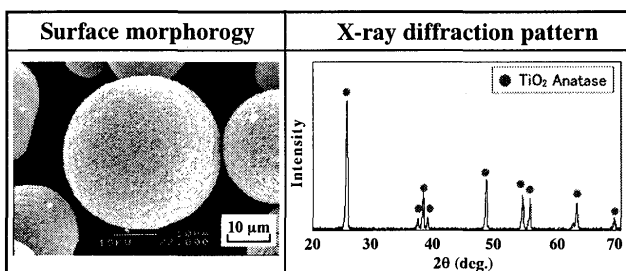 Surface morphorogy
X-ray diffraction pattern
10 μm
TiO₂ Anatase
Intensity
20 30 40 50 60 70
2θ (deg.)